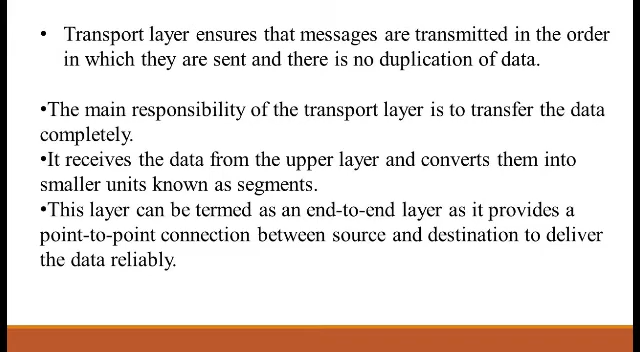 • Transport layer ensures that messages are transmitted in the order
in which they are sent and there is no duplication of data.
•The main responsibility of the transport layer is to transfer the data
completely.
•It receives the data from the upper layer and converts them into
smaller units known as segments.
•This layer can be termed as an end-to-end layer as it provides a
point-to-point connection between source and destination to deliver
the data reliably.